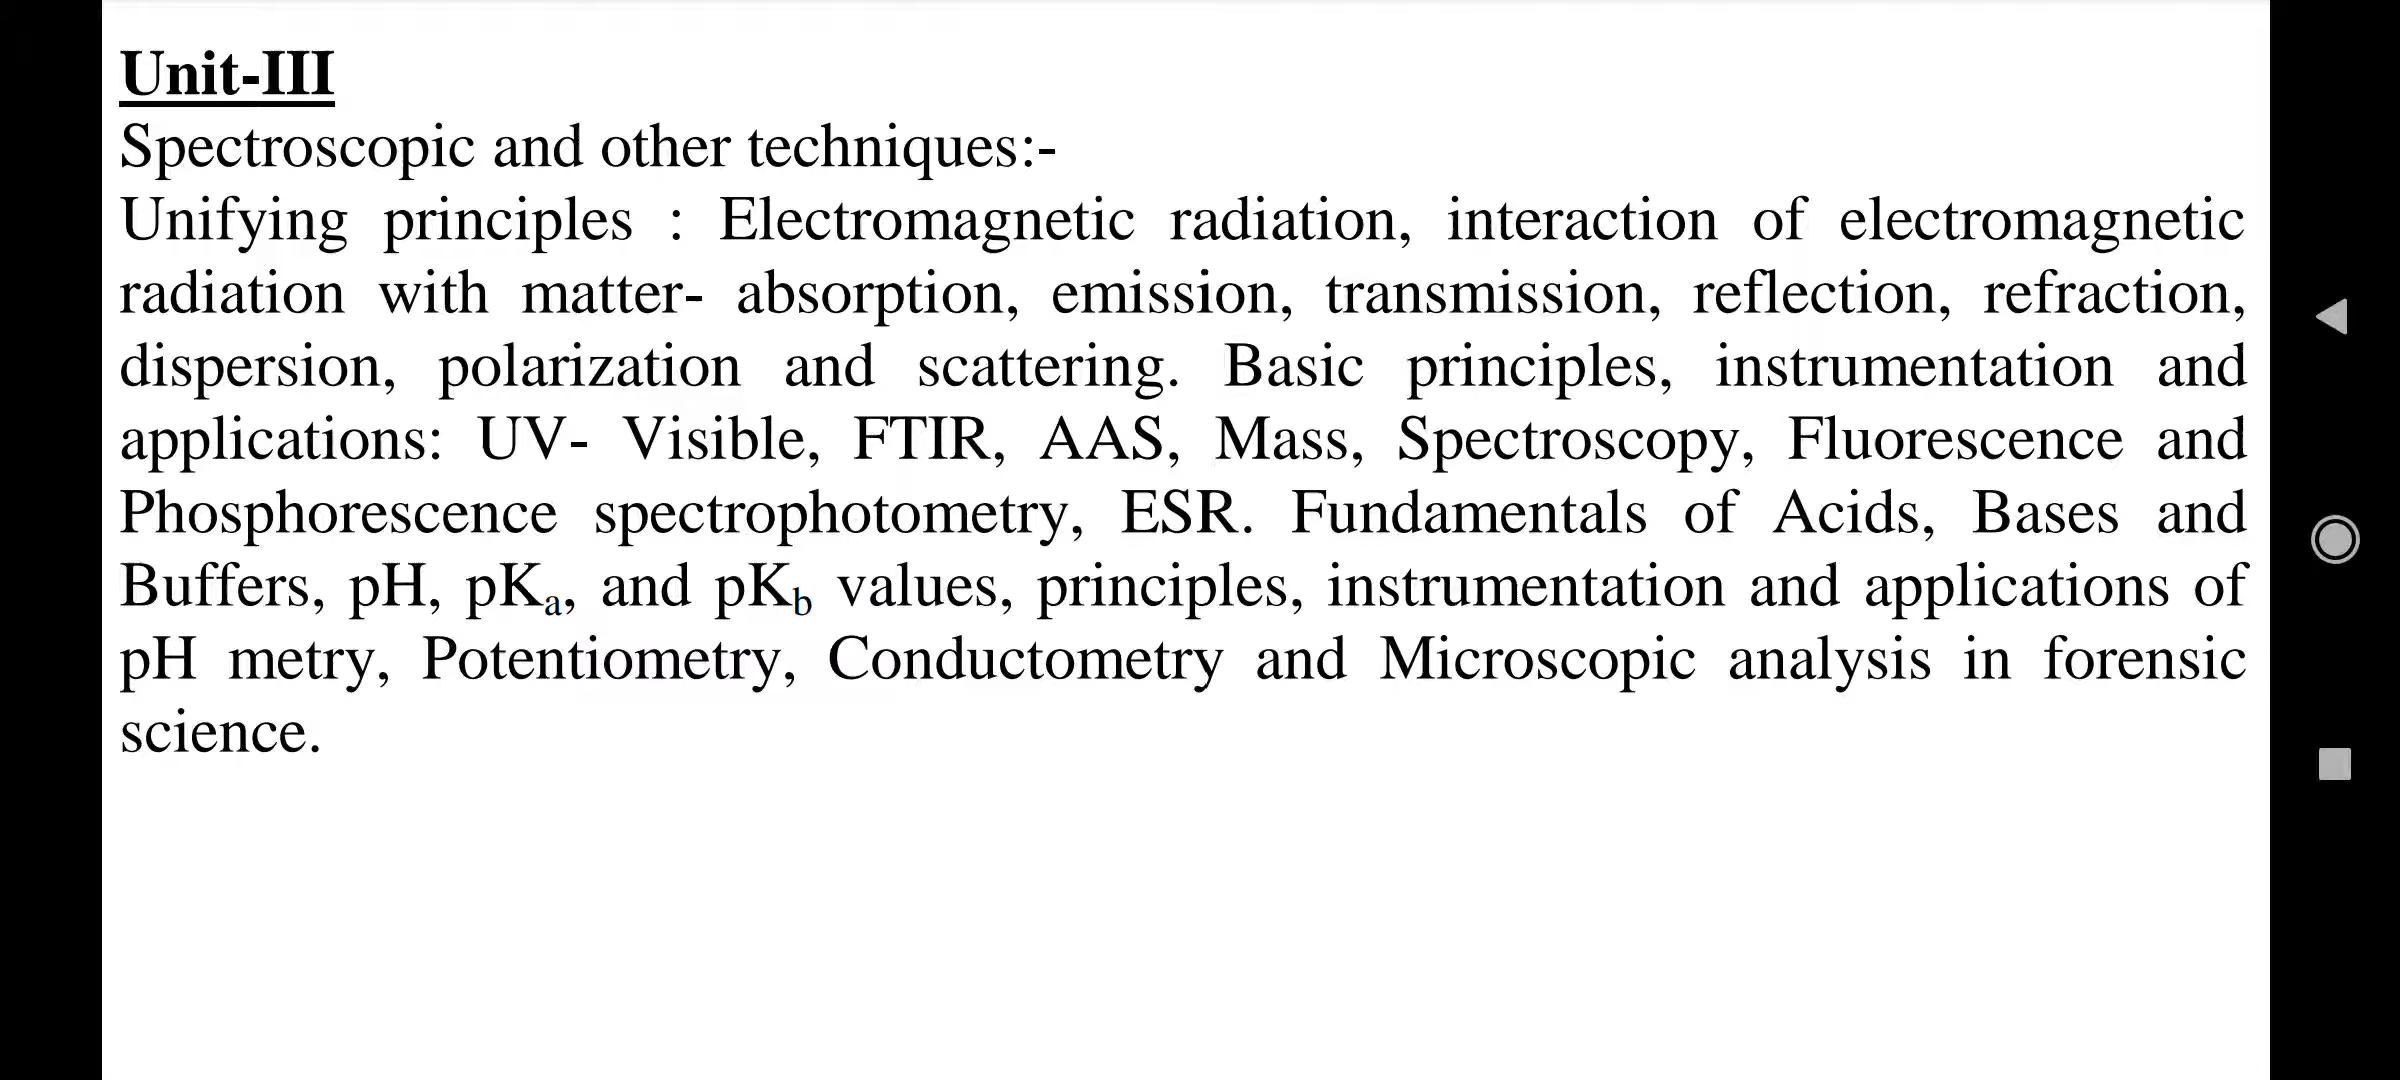 Unit-III
Spectroscopic and other techniques:-
Unifying principles : Electromagnetic radiation, interaction of electromagnetic
radiation with matter- absorption, emission, transmission, reflection, refraction,
dispersion, polarization and scattering. Basic principles, instrumentation and
applications: UV- Visible, FTIR, AAS, Mass, Spectroscopy, Fluorescence and
Phosphorescence spectrophotometry, ESR. Fundamentals of Acids, Bases and
Buffers, pH, pKa, and pKb values, principles, instrumentation and applications of
pH metry, Potentiometry, Conductometry and Microscopic analysis in forensic
science.